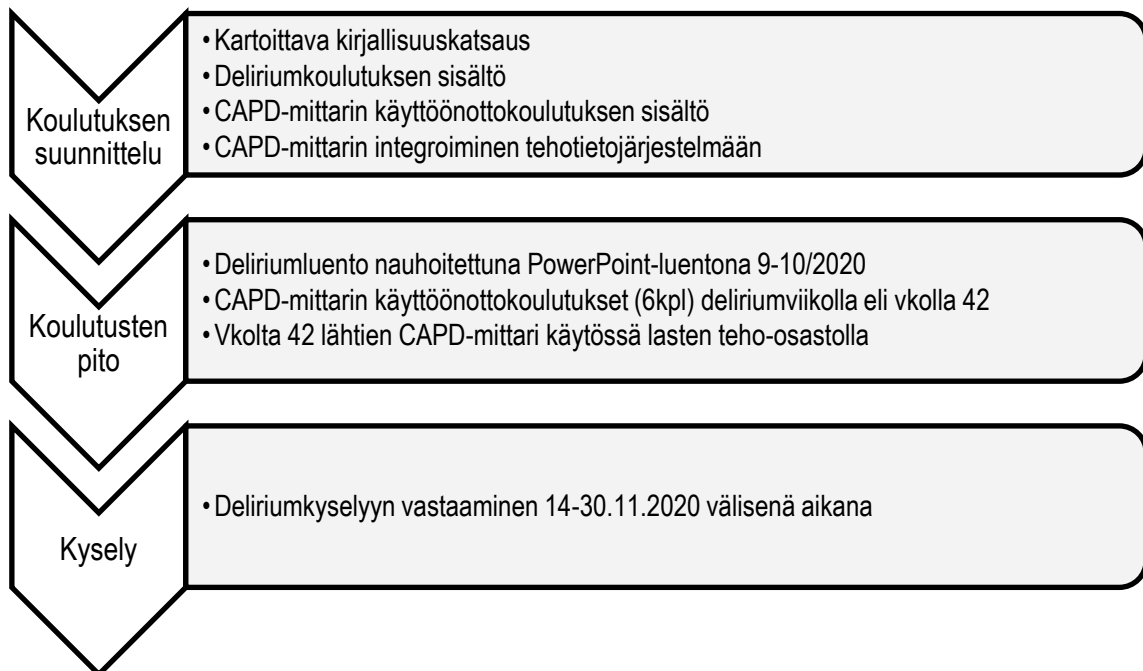 Koulutuksen
suunnittelu
• Kartoittava kirjallisuuskatsaus
• Deliriumkoulutuksen sisältö
• CAPD-mittarin käyttöönottokoulutuksen sisältö
• CAPD-mittarin integroiminen tehotietojärjestelmään
Koulutusten
pito
• Deliriumluento nauhoitettuna PowerPoint-luentona 9-10/2020
• CAPD-mittarin käyttöönottokoulutukset (6kpl) deliriumviikolla eli vkolla 42
• Vkolta 42 lähtien CAPD-mittari käytössä lasten teho-osastolla
Kysely
• Deliriumkyselyyn vastaaminen 14-30.11.2020 välisenä aikana